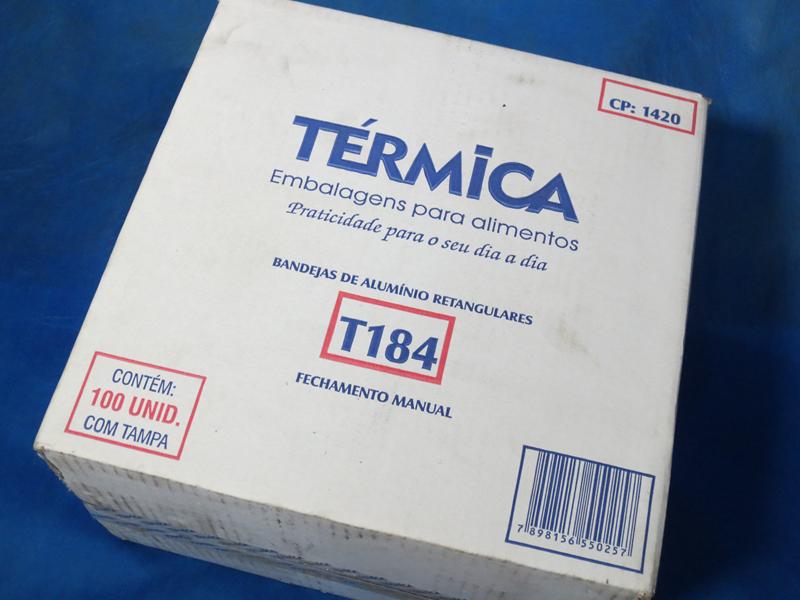 CP: 1420
TÉRMICA
Embalagens para alimentos
Praticidade para o seu dia a dia
BANDEJAS DE ALUMÍNIO RETANGULARES
T184
FECHAMENTO MANUAL
CONTÉM:
100 UNID.
COM TAMPA
7 898156 550257